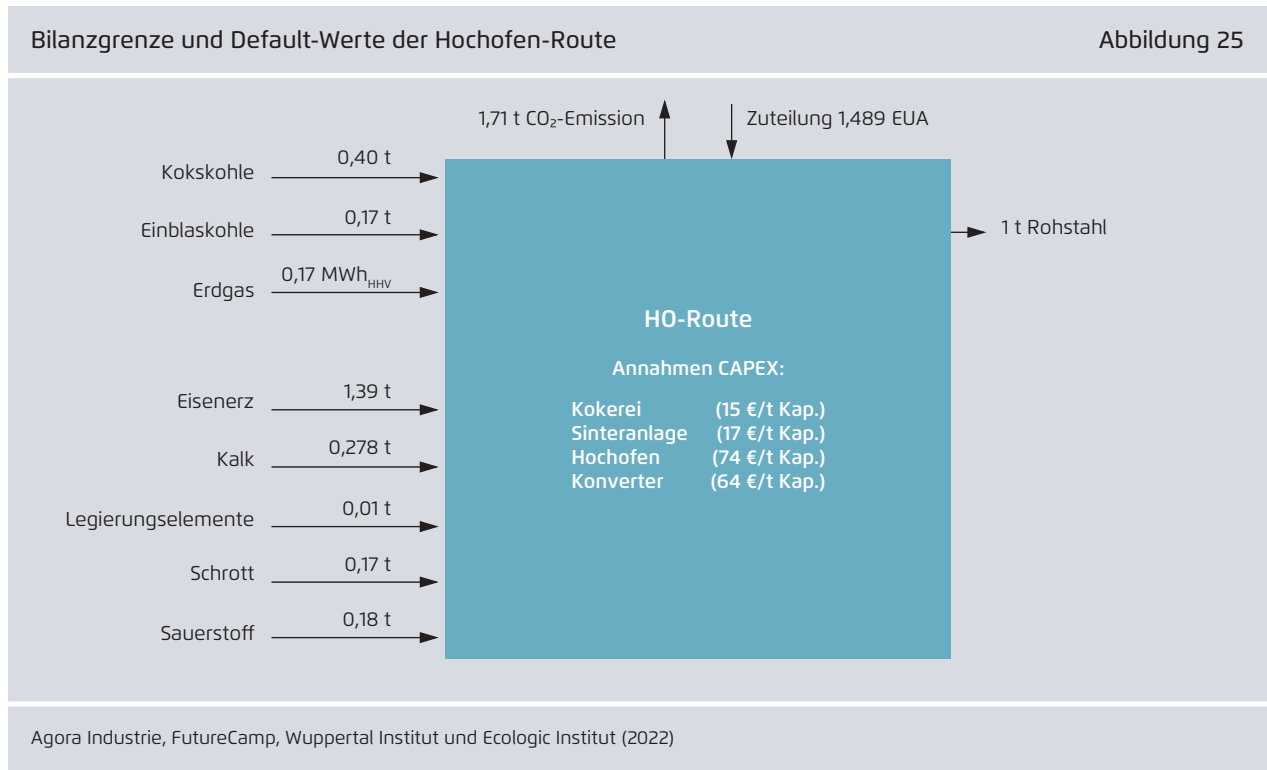 Bilanzgrenze und Default-Werte der Hochofen-Route
Abbildung 25
1,71 t CO₂-Emission
Zuteilung 1,489 EUA
Kokskohle
0,40 t
Einblaskohle
0,17 t
Erdgas
0,17 MWh_HHV
Eisenerz
1,39 t
Kalk
0,278 t
Legierungselemente
0,01 t
Schrott
0,17 t
Sauerstoff
0,18 t
HO-Route
Annahmen CAPEX:
Kokerei (15 €/t Kap.)
Sinteranlage (17 €/t Kap.)
Hochofen (74 €/t Kap.)
Konverter (64 €/t Kap.)
1 t Rohstahl
Agora Industrie, FutureCamp, Wuppertal Institut und Ecologic Institut (2022)